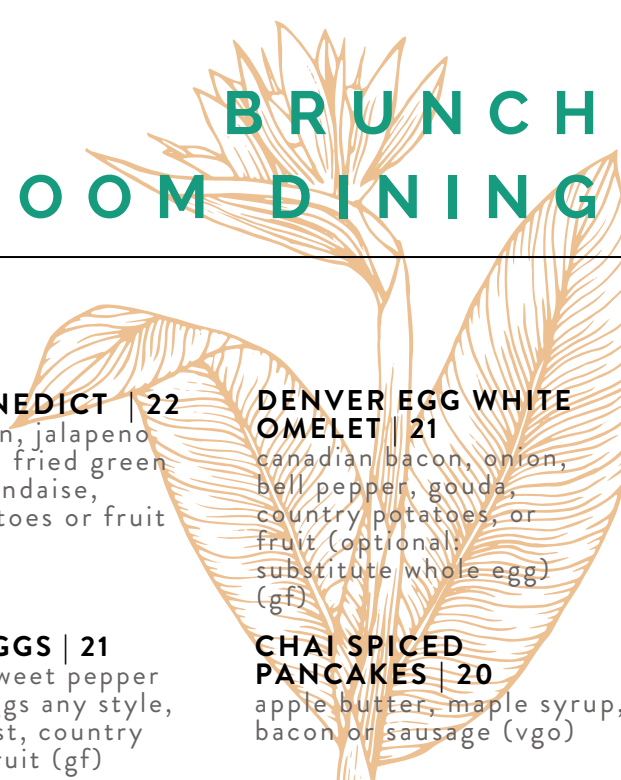 BRUNCH
OOM DINING
NEDICT | 22
n, jalapeno
fried green
ndaise,
toes or fruit
DENVER EGG WHITE
OMELET | 21
canadian bacon, onion,
bell pepper, gouda,
country potatoes, or
fruit (optional:
substitute whole egg)
(gf)
GGS | 21
weet pepper
gs any style,
st, country
ruit (gf)
CHAI SPICED
PANCAKES | 20
apple butter, maple syrup,
bacon or sausage (vgo)